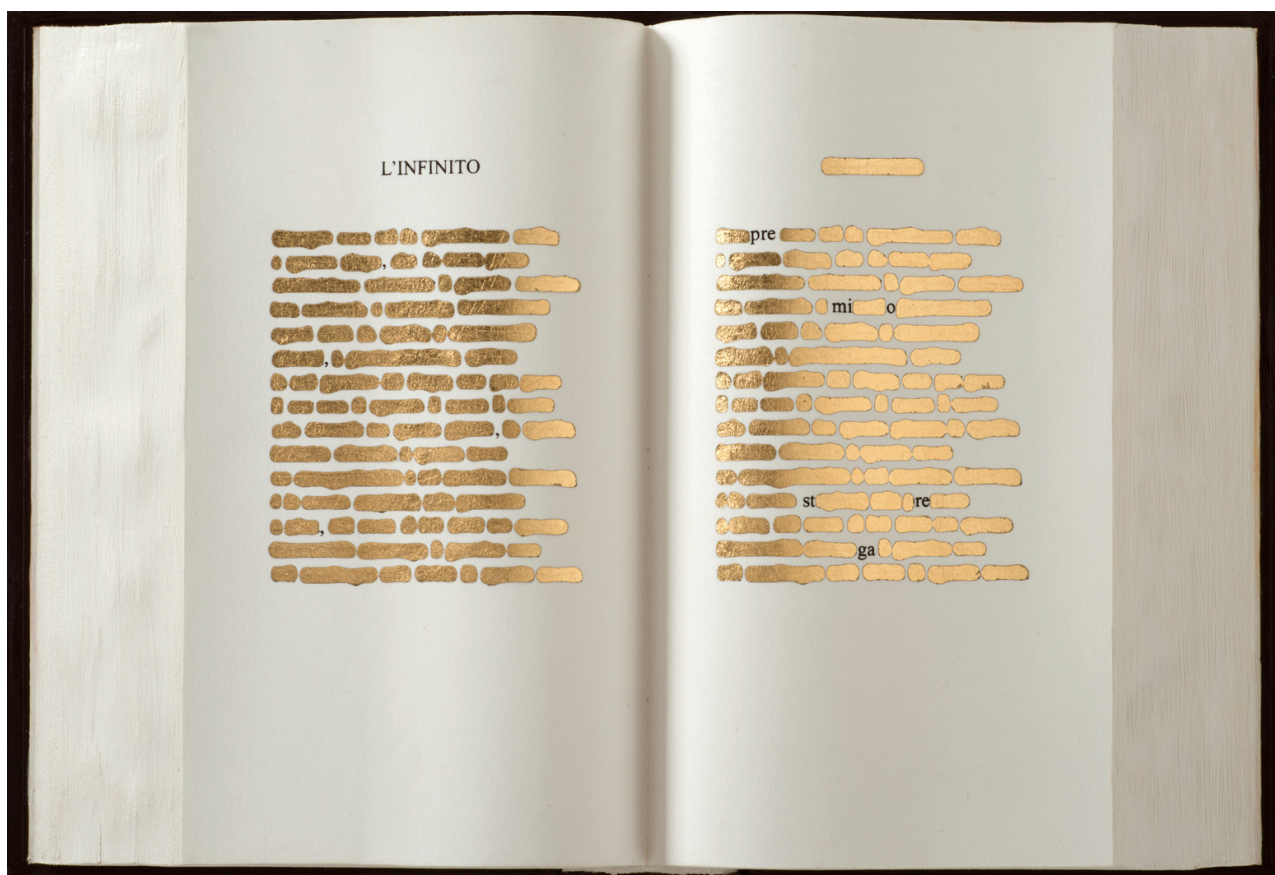 L'INFINITO
,
,
,
,
pre
mi o
st re
ga